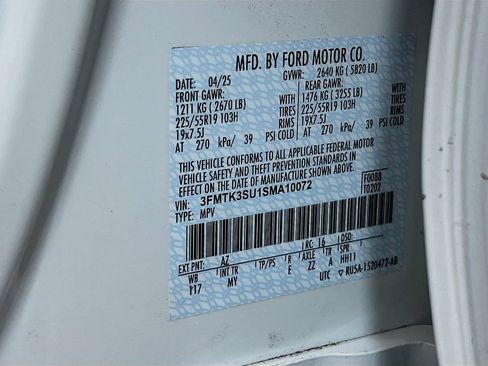 MFD. BY FORD MOTOR CO.
DATE: 04/25 GVWR: 2640 KG ( 5820 LB)
FRONT GAWR: REAR GAWR:
1211 KG ( 2670 LB) WITH 1476 KG ( 3255 LB) WITH
225/55R19 103H TIRES 225/55R19 103H TIRES
19X7.5J RIMS 19X7.5J RIMS
AT 270 kPa/ 39 PSI COLD AT 270 kPa/ 39 PSI COLD
THIS VEHICLE CONFORMS TO ALL APPLICABLE FEDERAL MOTOR
VEHICLE SAFETY AND THEFT PREVENTION STANDARDS IN
EFFECT ON THE DATE OF MANUFACTURE SHOWN ABOVE.
VIN: 3FMTK3SU1SMA10072 F0088
TYPE: MPV T0202
EXT PNT: AZ RC: 16 DSO:
WB INT TR TP/PS R AXLE TR SPR
117 MY E ZZ A HH11
UTC RU5A-1520472-AB